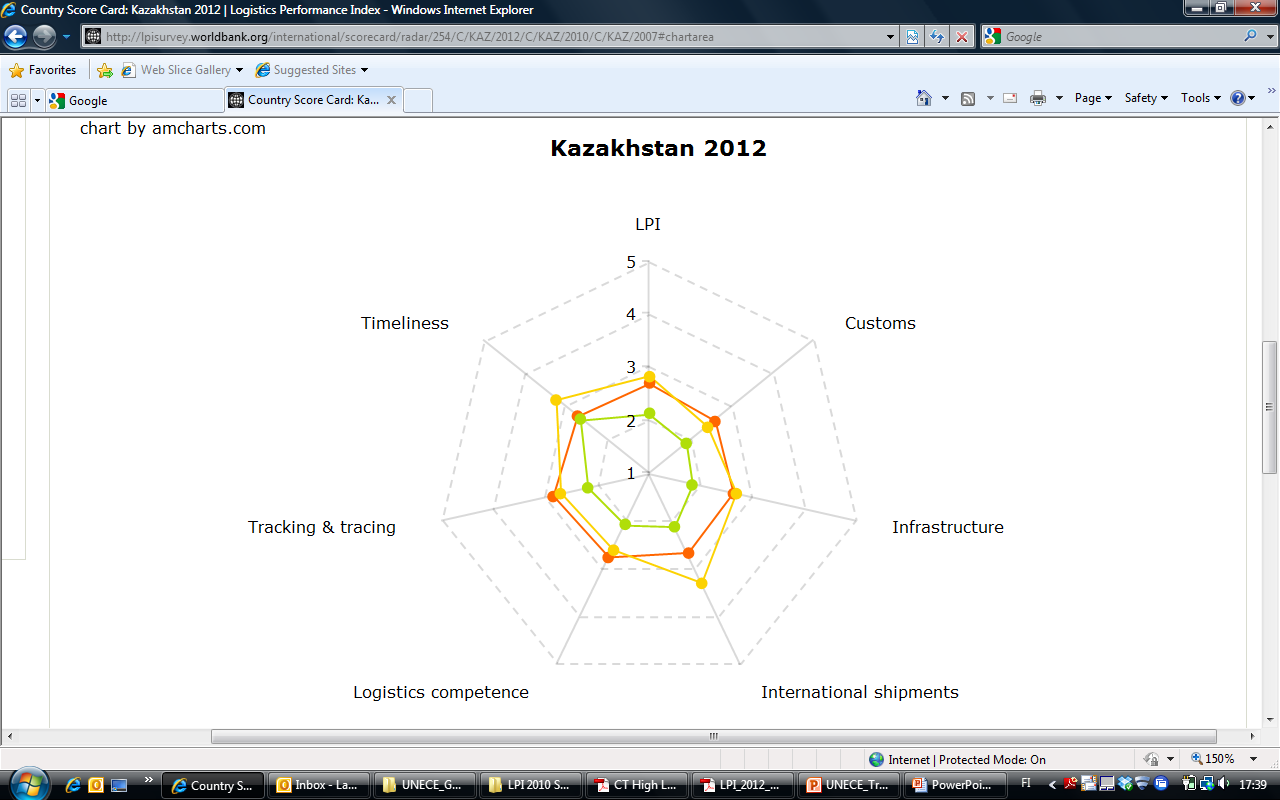 Country Score Card: Kazakhstan 2012 | Logistics Performance Index - Windows Internet Explorer
http://lpisurvey.worldbank.org/international/scorecard/radar/254/C/KAZ/2012/C/KAZ/2010/C/KAZ/2007#chartarea
Google
Favorites
Web Slice Gallery
Suggested Sites
Google
Country Score Card: Ka...
Page
Safety
Tools
chart by amcharts.com
Kazakhstan 2012
LPI
5
Timeliness
Customs
4
3
2
1
Tracking & tracing
Infrastructure
Logistics competence
International shipments
Internet | Protected Mode: On
150%
Country S...
Inbox - La...
UNECE_G...
LPI 2010 S...
CT High L...
LPI_2012_...
UNECE_Tr...
PowerPoi...
FI
17:39